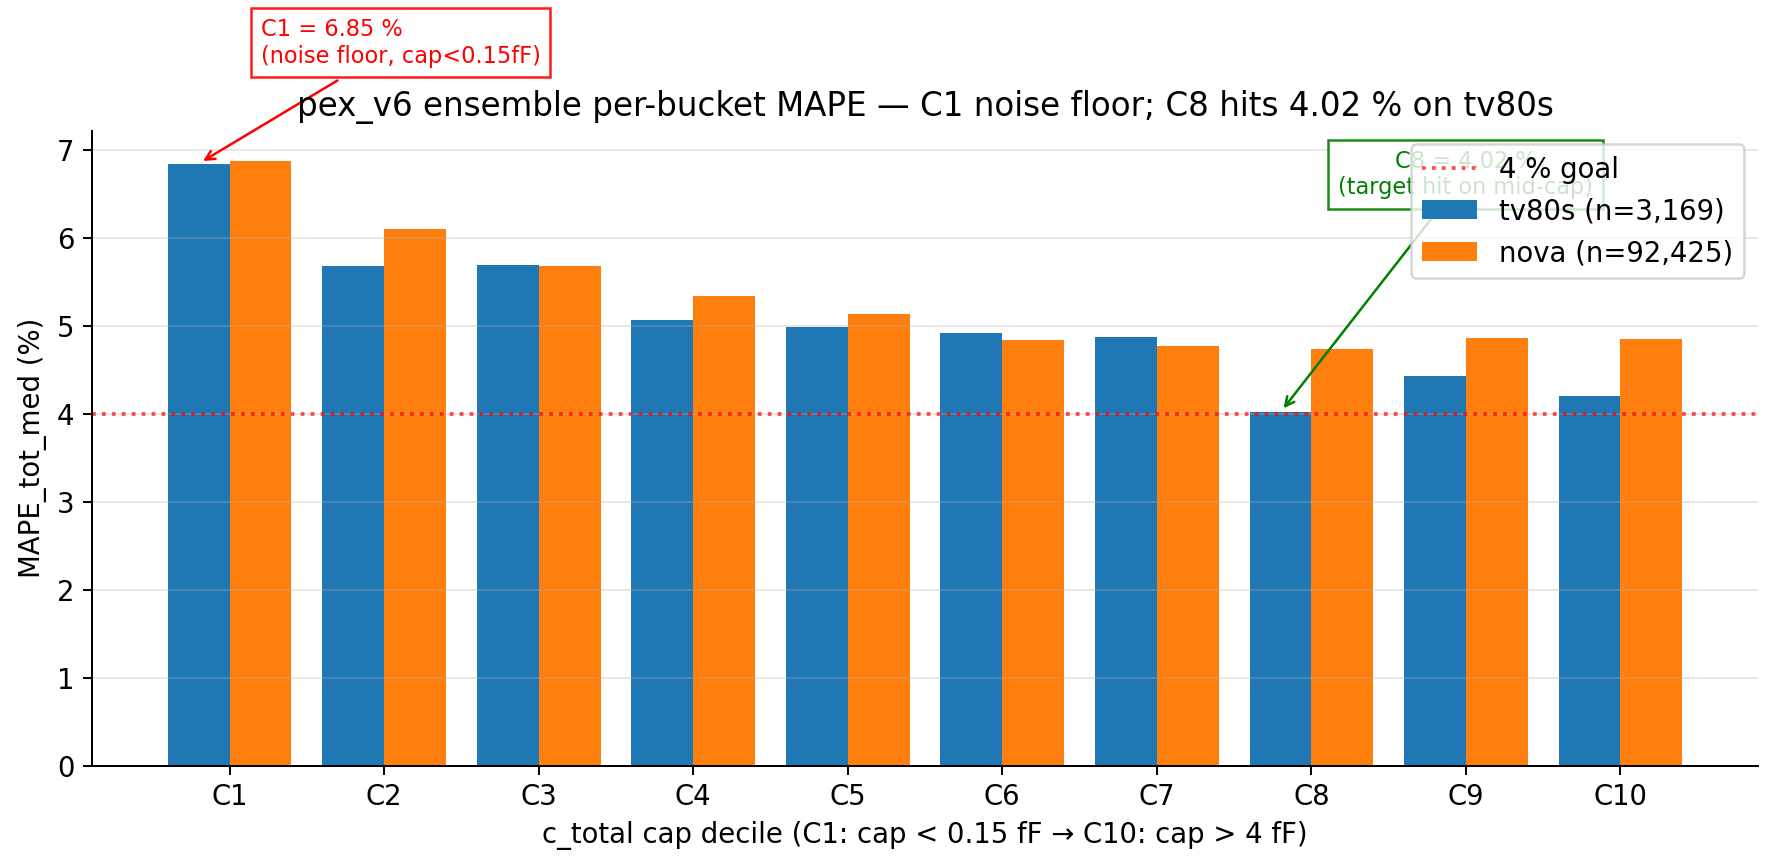 C1 = 6.85 %
(noise floor, cap<0.15fF)
pex_v6 ensemble per-bucket MAPE — C1 noise floor; C8 hits 4.02 % on tv80s
C8 = 4.02 %
(target hit on mid-cap)
4 % goal
tv80s (n=3,169)
nova (n=92,425)
MAPE_tot_med (%)
7
6
5
4
3
2
1
0
C1 C2 C3 C4 C5 C6 C7 C8 C9 C10
c_total cap decile (C1: cap < 0.15 fF → C10: cap > 4 fF)